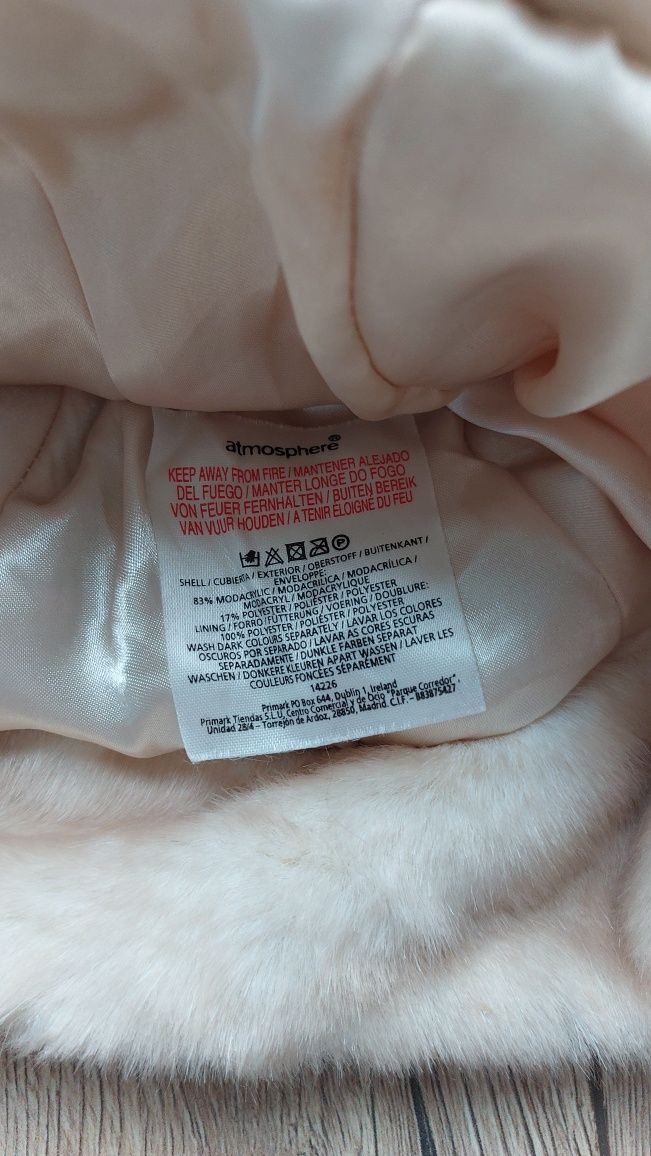 atmosphere®
KEEP AWAY FROM FIRE / MANTENER ALEJADO
DEL FUEGO / MANTER LONGE DO FOGO
VON FEUER FERNHALTEN / BUITEN BEREIK
VAN VUUR HOUDEN / A TENIR ÉLOIGNÉ DU FEU
P
SHELL / CUBIERTA / EXTERIOR / OBERSTOFF / BUITENKANT /
ENVELOPPE:
83% MODACRYLIC / MODACRÍLICA / MODACRÍLICA /
MODACRYL / MODACRYLIQUE
17% POLYESTER / POLIÉSTER / POLYESTER
LINING / FORRO / FÜTTERUNG / VOERING / DOUBLURE:
100% POLYESTER / POLIÉSTER / POLYESTER
WASH DARK COLOURS SEPARATELY / LAVAR LOS COLORES
OSCUROS POR SEPARADO / LAVAR AS CORES ESCURAS
SEPARADAMENTE / DUNKLE FARBEN SEPARAT
WASCHEN / DONKERE KLEUREN APART WASSEN / LAVER LES
COULEURS FONCÉES SÉPARÉMENT
14226
Primark PO Box 644, Dublin 1, Ireland
Primark Tiendas S.L.U, Centro Comercial y de Ocio "Parque Corredor",
Unidad 28/4 – Torrejón de Ardoz, 28850, Madrid. C.I.F.- B83875427